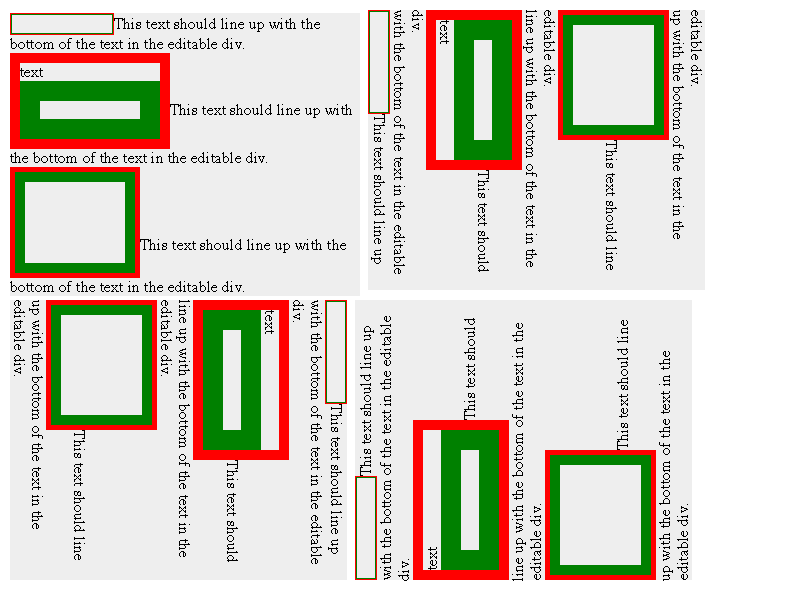 This text should line up with the
bottom of the text in the editable div.
text
This text should line up with
the bottom of the text in the editable div.
This text should line up with the
bottom of the text in the editable div.
This text should line up
with the bottom of the text in the editable
div.
text
This text should
line up with the bottom of the text in the
editable div.
This text should line
up with the bottom of the text in the
editable div.
This text should line up
with the bottom of the text in the editable
div.
text
This text should
line up with the bottom of the text in the
editable div.
This text should line
up with the bottom of the text in the
editable div.
This text should line up
with the bottom of the text in the editable
div.
text
This text should
line up with the bottom of the text in the
editable div.
This text should line
up with the bottom of the text in the
editable div.